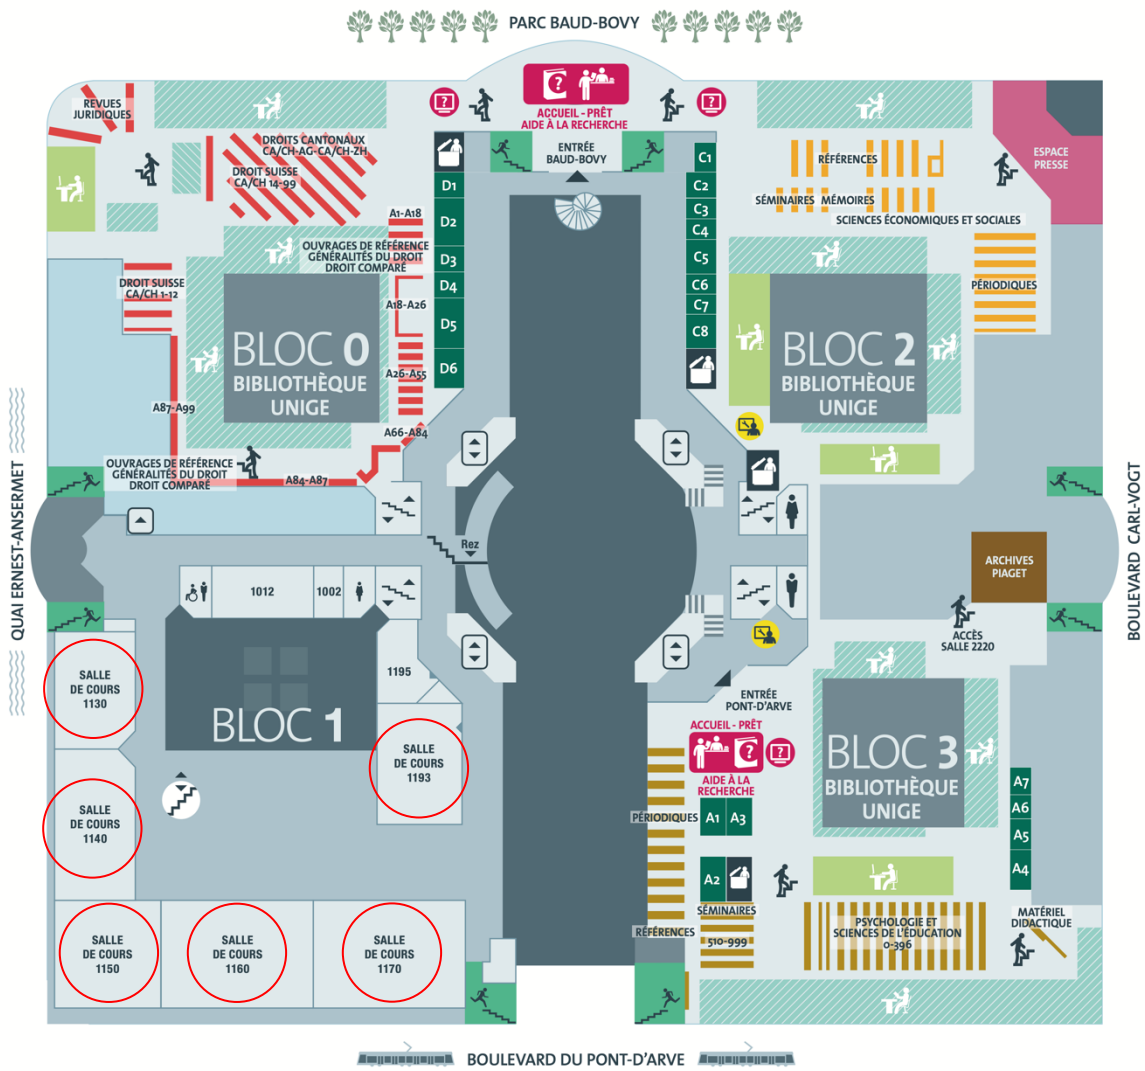 PARC BAUD-BOVY
ACCUEIL - PRÊT
AIDE À LA RECHERCHE
ENTRÉE
BAUD-BOVY
REVUES
JURIDIQUES
DROITS CANTONAUX
CA/CH-AG-CA/CH-ZH
DROIT SUISSE
CA/CH 14-99
A1-A18
OUVRAGES DE RÉFÉRENCE
GÉNÉRALITÉS DU DROIT
DROIT COMPARÉ
DROIT SUISSE
CA/CH 1-12
A18-A26
A26-A55
A87-A99
A66-A84
A84-A87
OUVRAGES DE RÉFÉRENCE
GÉNÉRALITÉS DU DROIT
DROIT COMPARÉ
BLOC 0
BIBLIOTHÈQUE
UNIGE
D1
D2
D3
D4
D5
D6
C1
C2
C3
C4
C5
C6
C7
C8
RÉFÉRENCES
SÉMINAIRES
MÉMOIRES
SCIENCES ÉCONOMIQUES ET SOCIALES
ESPACE
PRESSE
PÉRIODIQUES
BLOC 2
BIBLIOTHÈQUE
UNIGE
QUAI ERNEST-ANSERMET
BOULEVARD CARL-VOGT
Rez
ARCHIVES
PIAGET
ACCÈS
SALLE 2220
1012
1002
1195
BLOC 1
SALLE
DE COURS
1130
SALLE
DE COURS
1140
SALLE
DE COURS
1150
SALLE
DE COURS
1160
SALLE
DE COURS
1170
SALLE
DE COURS
1193
ENTRÉE
PONT-D'ARVE
ACCUEIL - PRÊT
AIDE À LA
RECHERCHE
PÉRIODIQUES
A1
A3
A2
SÉMINAIRES
510-999
RÉFÉRENCES
BLOC 3
BIBLIOTHÈQUE
UNIGE
A7
A6
A5
A4
PSYCHOLOGIE ET
SCIENCES DE L'ÉDUCATION
0-396
MATÉRIEL
DIDACTIQUE
BOULEVARD DU PONT-D'ARVE